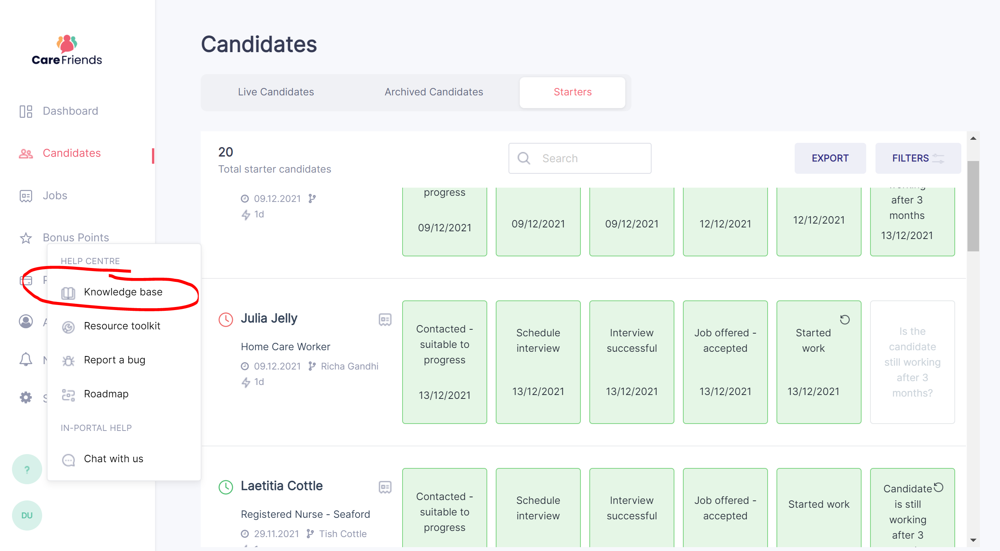 Care Friends
Dashboard
Candidates
Jobs
Bonus Points
HELP CENTRE
Knowledge base
Resource toolkit
Report a bug
Roadmap
IN-PORTAL HELP
Chat with us
?
DU
Candidates
Live Candidates
Archived Candidates
Starters
20
Total starter candidates
Search
EXPORT
FILTERS
09.12.2021
1d
progress
09/12/2021
09/12/2021
09/12/2021
12/12/2021
12/12/2021
after 3
months
13/12/2021
Julia Jelly
Home Care Worker
09.12.2021
Richa Gandhi
1d
Contacted -
suitable to
progress
13/12/2021
Schedule
interview
13/12/2021
Interview
successful
13/12/2021
Job offered -
accepted
13/12/2021
Started
work
13/12/2021
Is the
candidate
still working
after 3
months?
Laetitia Cottle
Registered Nurse - Seaford
29.11.2021
Tish Cottle
Contacted -
suitable to
progress
Schedule
interview
Interview
successful
Job offered -
accepted
Started work
Candidate
is still
working
after 3